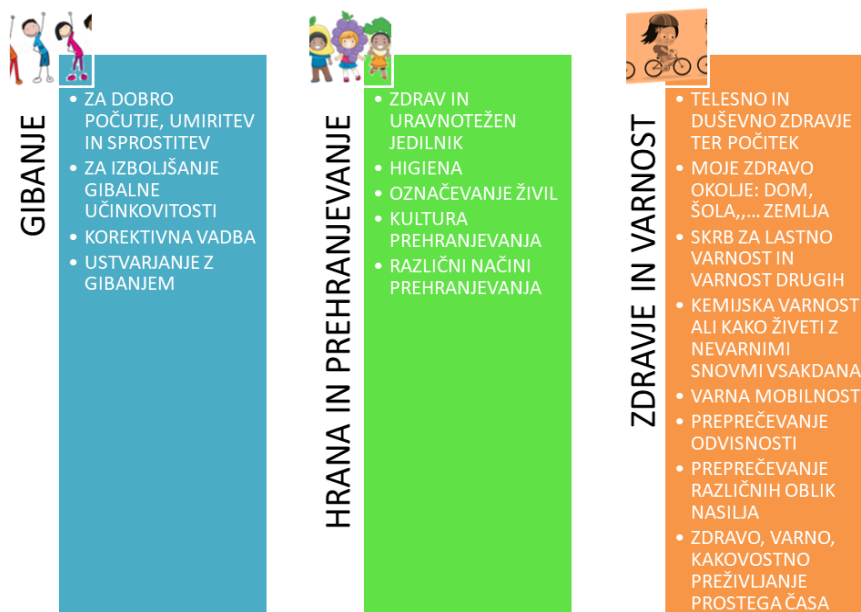 GIBANJE
• ZA DOBRO
POČUTJE, UMIRITEV
IN SPROSTITEV
• ZA IZBOLJŠANJE
GIBALNE
UČINKOVITOSTI
• KOREKTIVNA VADBA
• USTVARJANJE Z
GIBANJEM
HRANA IN PREHRANJEVANJE
• ZDRAV IN
URAVNOTEŽEN
JEDILNIK
• HIGIENA
• OZNAČEVANJE ŽIVIL
• KULTURA
PREHRANJEVANJA
• RAZLIČNI NAČINI
PREHRANJEVANJA
ZDRAVJE IN VARNOST
• TELESNO IN
DUŠEVNO ZDRAVJE
TER POČITEK
• MOJE ZDRAVO
OKOLJE: DOM,
ŠOLA,,… ZEMLJA
• SKRB ZA LASTNO
VARNOST IN
VARNOST DRUGIH
• KEMIJSKA VARNOST
ALI KAKO ŽIVETI Z
NEVARNIMI
SNOVMI VSAKDANA
• VARNA MOBILNOST
• PREPREČEVANJE
ODVISNOSTI
• PREPREČEVANJE
RAZLIČNIH OBLIK
NASILJA
• ZDRAVO, VARNO,
KAKOVOSTNO
PREŽIVLJANJE
PROSTEGA ČASA